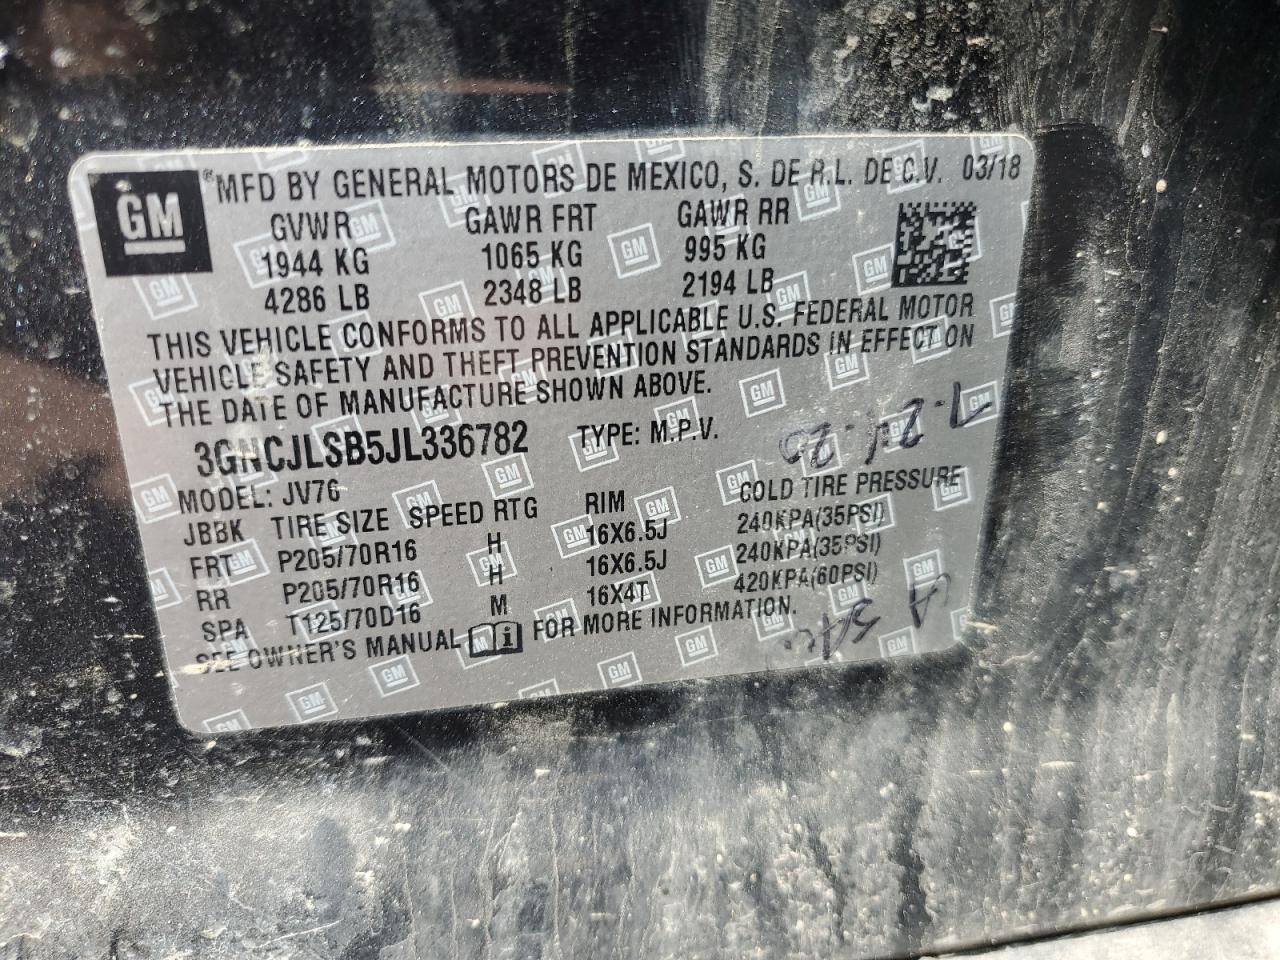 GM
® MFD BY GENERAL MOTORS DE MEXICO, S. DE R.L. DE C.V. 03/18
GVWR GAWR FRT GAWR RR
1944 KG 1065 KG 995 KG
4286 LB 2348 LB 2194 LB
THIS VEHICLE CONFORMS TO ALL APPLICABLE U.S. FEDERAL MOTOR
VEHICLE SAFETY AND THEFT PREVENTION STANDARDS IN EFFECT ON
THE DATE OF MANUFACTURE SHOWN ABOVE.
3GNCJLSB5JL336782 TYPE: M.P.V.
MODEL: JV76
JBBK TIRE SIZE SPEED RTG RIM COLD TIRE PRESSURE
FRT P205/70R16 H 16X6.5J 240KPA(35PSI)
RR P205/70R16 H 16X6.5J 240KPA(35PSI)
SPA T125/70D16 M 16X4T 420KPA(60PSI)
SEE OWNER'S MANUAL FOR MORE INFORMATION.